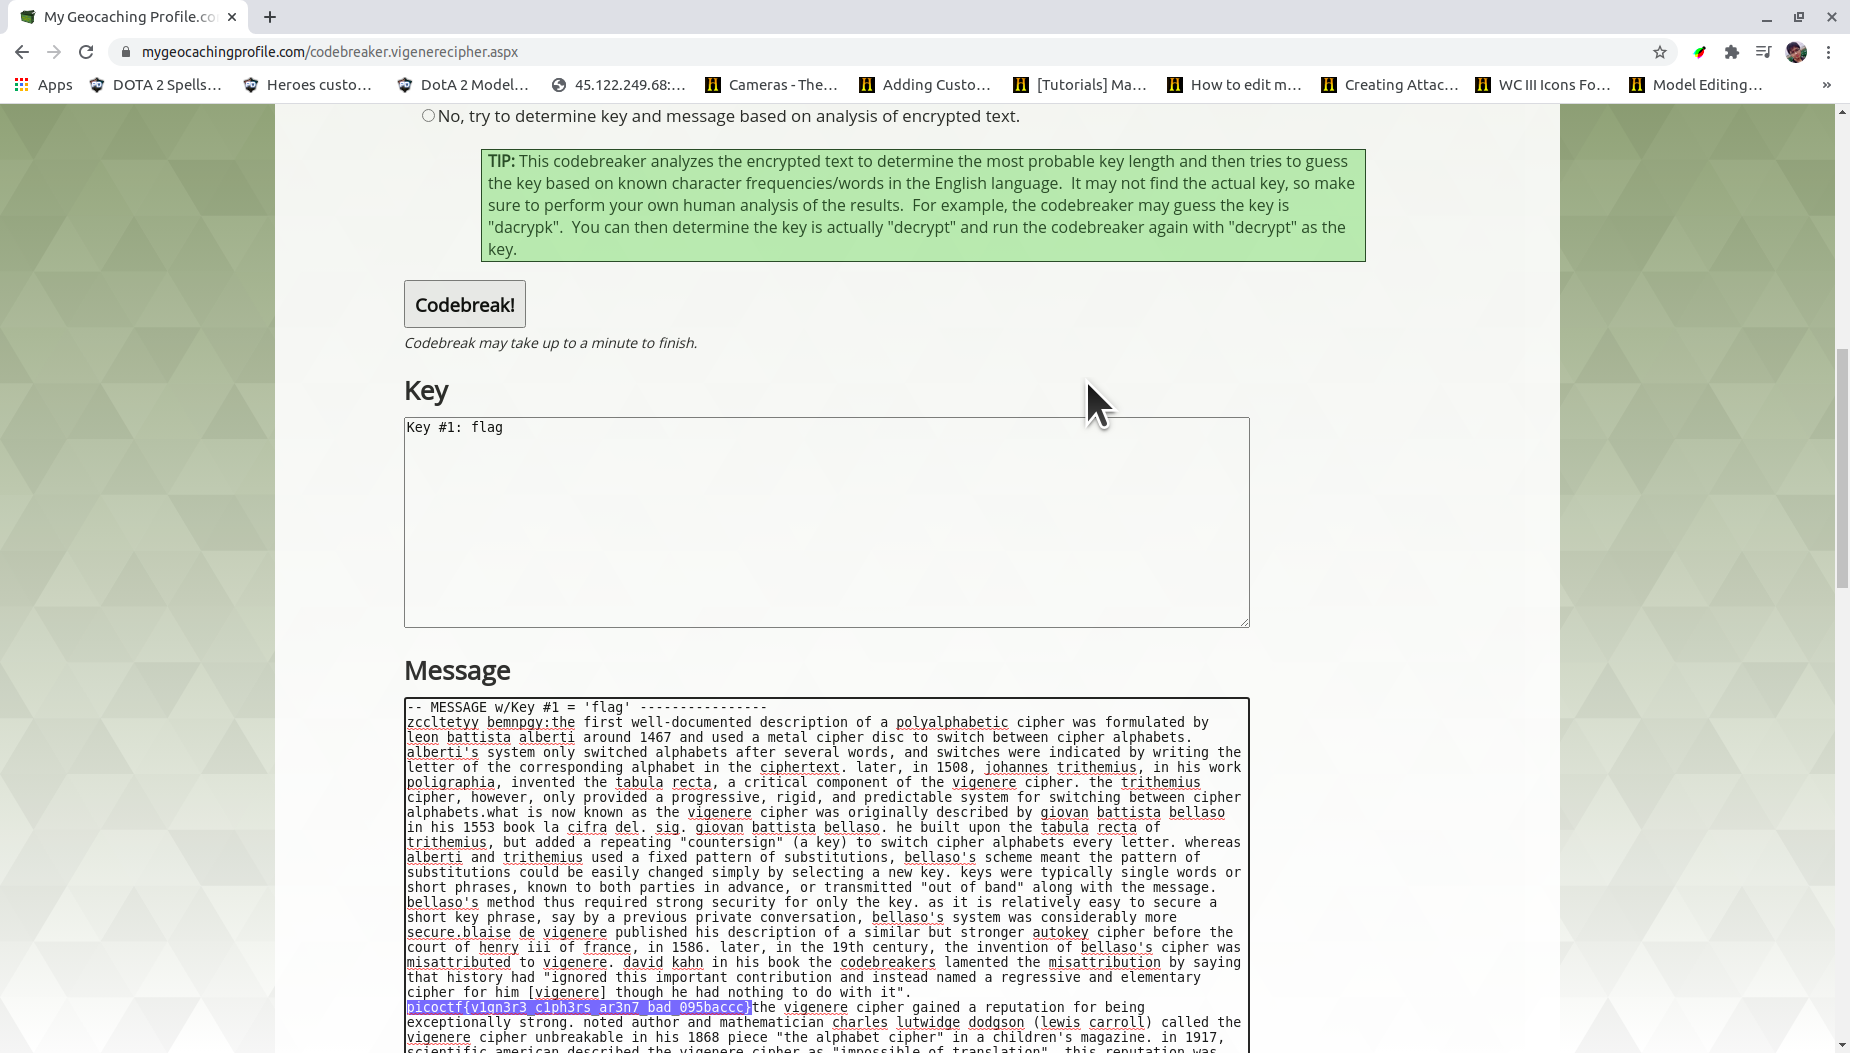 My Geocaching Profile.co
mygeocachingprofile.com/codebreaker.vigenerecipher.aspx
Apps DOTA 2 Spells... Heroes custo... DotA 2 Model... 45.122.249.68:... Cameras - The... Adding Custo... [Tutorials] Ma... How to edit m... Creating Attac... WC III Icons Fo... Model Editing... »
No, try to determine key and message based on analysis of encrypted text.
TIP: This codebreaker analyzes the encrypted text to determine the most probable key length and then tries to guess
the key based on known character frequencies/words in the English language. It may not find the actual key, so make
sure to perform your own human analysis of the results. For example, the codebreaker may guess the key is
"dacrypk". You can then determine the key is actually "decrypt" and run the codebreaker again with "decrypt" as the
key.
Codebreak!
Codebreak may take up to a minute to finish.
Key
Key #1: flag
Message
-- MESSAGE w/Key #1 = 'flag' ----------------
zccltetyy bemnpgy:the first well-documented description of a polyalphabetic cipher was formulated by
leon battista alberti around 1467 and used a metal cipher disc to switch between cipher alphabets.
alberti's system only switched alphabets after several words, and switches were indicated by writing the
letter of the corresponding alphabet in the ciphertext. later, in 1508, johannes trithemius, in his work
poligraphia, invented the tabula recta, a critical component of the vigenere cipher. the trithemius
cipher, however, only provided a progressive, rigid, and predictable system for switching between cipher
alphabets.what is now known as the vigenere cipher was originally described by giovan battista bellaso
in his 1553 book la cifra del. sig. giovan battista bellaso. he built upon the tabula recta of
trithemius, but added a repeating "countersign" (a key) to switch cipher alphabets every letter. whereas
alberti and trithemius used a fixed pattern of substitutions, bellaso's scheme meant the pattern of
substitutions could be easily changed simply by selecting a new key. keys were typically single words or
short phrases, known to both parties in advance, or transmitted "out of band" along with the message.
bellaso's method thus required strong security for only the key. as it is relatively easy to secure a
short key phrase, say by a previous private conversation, bellaso's system was considerably more
secure.blaise de vigenere published his description of a similar but stronger autokey cipher before the
court of henry iii of france, in 1586. later, in the 19th century, the invention of bellaso's cipher was
misattributed to vigenere. david kahn in his book the codebreakers lamented the misattribution by saying
that history had "ignored this important contribution and instead named a regressive and elementary
cipher for him [vigenere] though he had nothing to do with it".
picoctf{v1gn3r3_c1ph3rs_ar3n7_bad_095baccc}the vigenere cipher gained a reputation for being
exceptionally strong. noted author and mathematician charles lutwidge dodgson (lewis carroll) called the
vigenere cipher unbreakable in his 1868 piece "the alphabet cipher" in a children's magazine. in 1917,
scientific american described the vigenere cipher as "impossible of translation". this reputation was